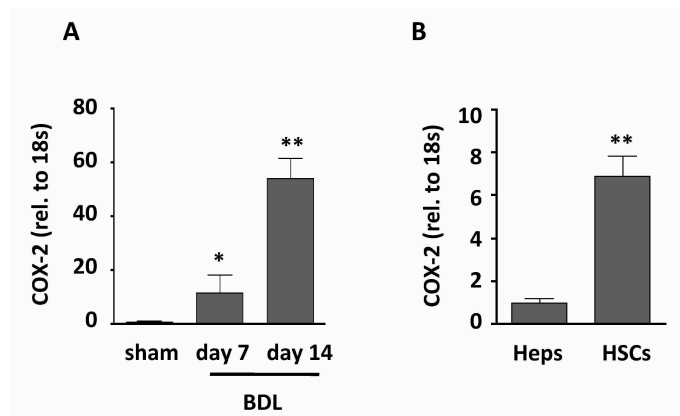 A
COX-2 (rel. to 18s)
80
60
40
20
0
*
**
sham day 7 day 14
BDL
B
COX-2 (rel. to 18s)
10
8
6
4
2
0
**
Heps HSCs